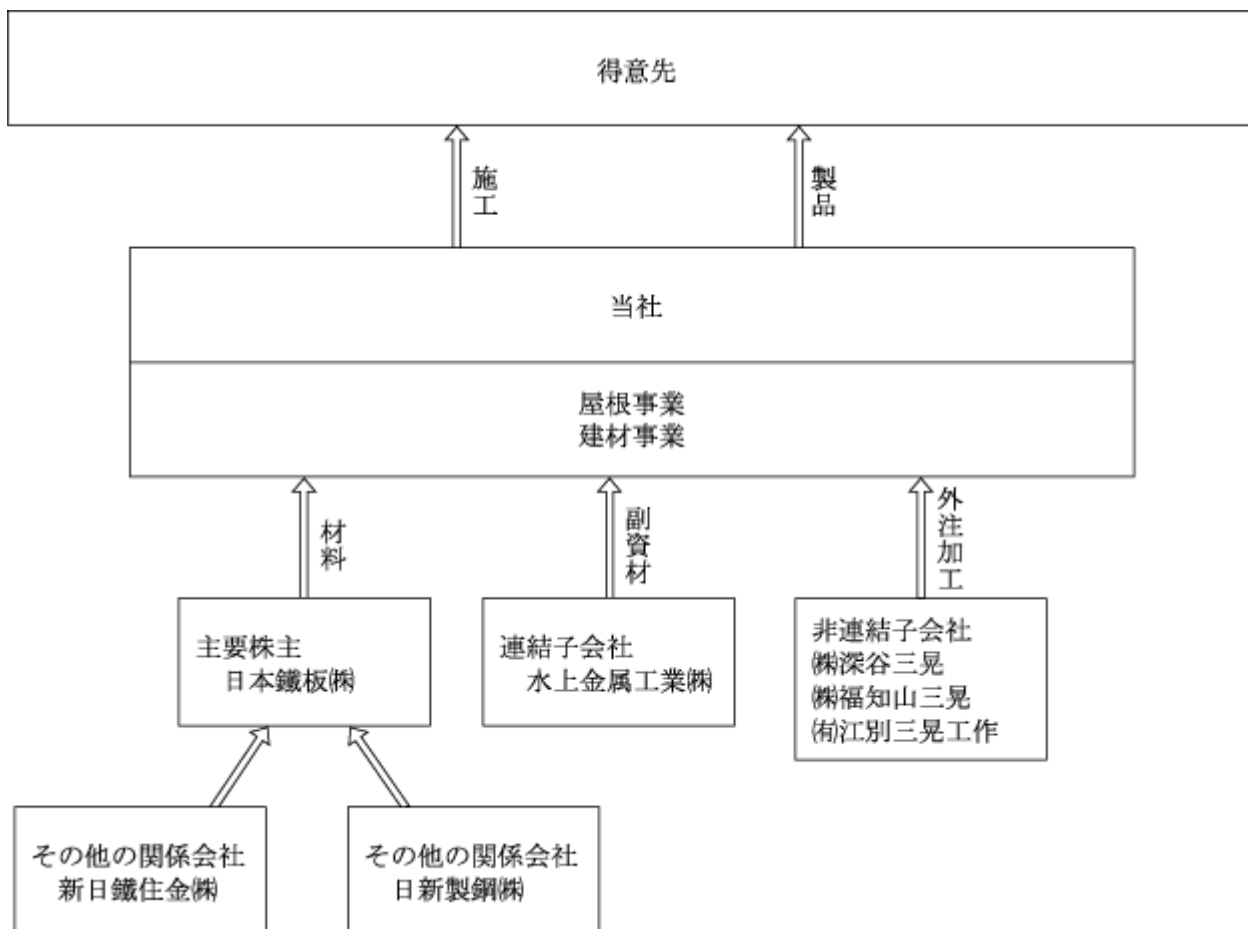 得意先
施工
製品
当社
屋根事業
建材事業
材料
副資材
外注加工
主要株主
日本鐵板㈱
連結子会社
水上金属工業㈱
非連結子会社
㈱深谷三晃
㈱福知山三晃
㈲江別三晃工作
その他の関係会社
新日鐵住金㈱
その他の関係会社
日新製鋼㈱